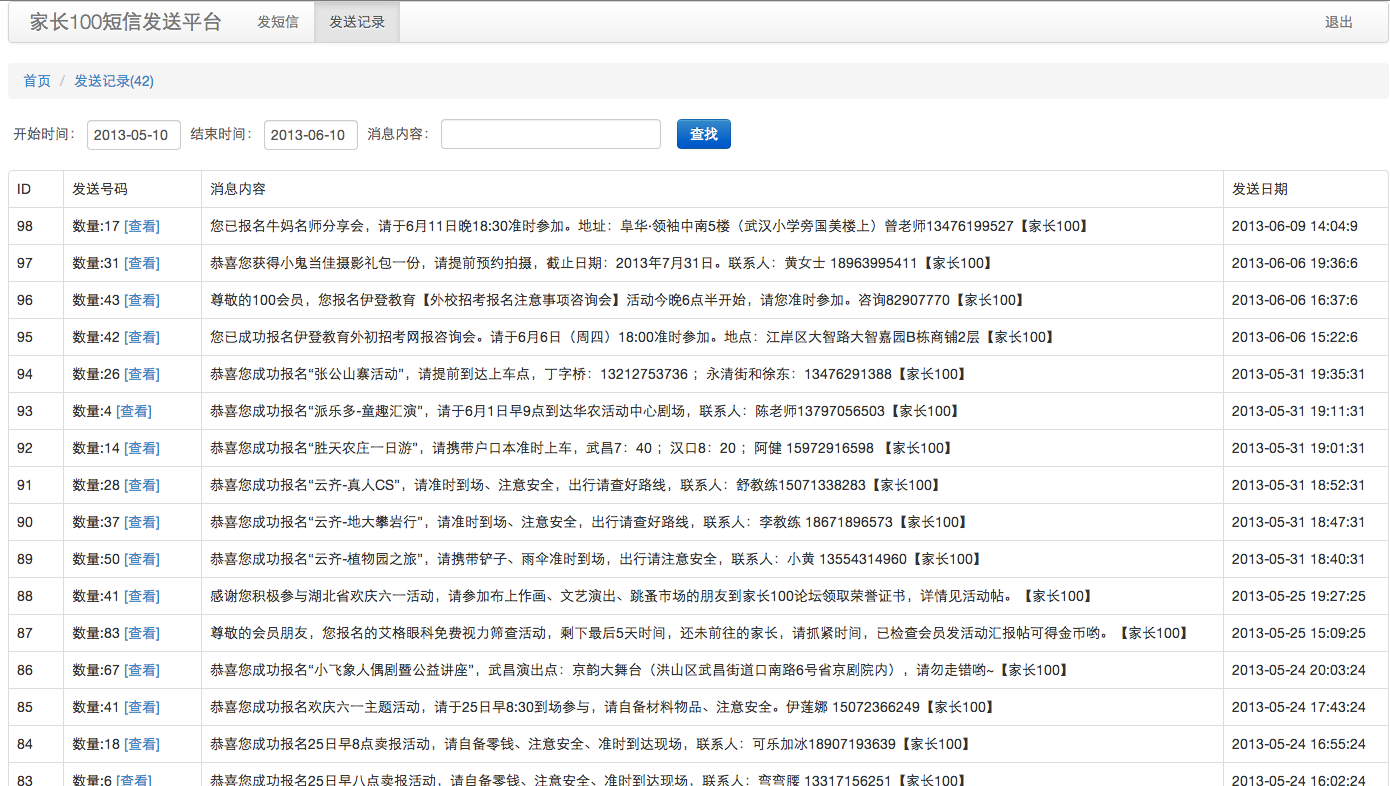 家长100短信发送平台 发短信 发送记录 退出
首页 / 发送记录(42)
开始时间： 2013-05-10 结束时间： 2013-06-10 消息内容： 查找
ID 发送号码 消息内容 发送日期
98 数量:17 [查看] 您已报名牛妈名师分享会，请于6月11日晚18:30准时参加。地址：阜华·领袖中南5楼（武汉小学旁国美楼上）曾老师13476199527【家长100】 2013-06-09 14:04:9
97 数量:31 [查看] 恭喜您获得小鬼当佳摄影礼包一份，请提前预约拍摄，截止日期：2013年7月31日。联系人：黄女士 18963995411【家长100】 2013-06-06 19:36:6
96 数量:43 [查看] 尊敬的100会员，您报名伊登教育【外校招考报名注意事项咨询会】活动今晚6点半开始，请您准时参加。咨询82907770【家长100】 2013-06-06 16:37:6
95 数量:42 [查看] 您已成功报名伊登教育外初招考网报咨询会。请于6月6日（周四）18:00准时参加。地点：江岸区大智路大智嘉园B栋商铺2层【家长100】 2013-06-06 15:22:6
94 数量:26 [查看] 恭喜您成功报名“张公山寨活动”，请提前到达上车点，丁字桥：13212753736 ；永清街和徐东：13476291388【家长100】 2013-05-31 19:35:31
93 数量:4 [查看] 恭喜您成功报名“派乐多-童趣汇演”，请于6月1日早9点到达华农活动中心剧场，联系人：陈老师13797056503【家长100】 2013-05-31 19:11:31
92 数量:14 [查看] 恭喜您成功报名“胜天农庄一日游”，请携带户口本准时上车，武昌7：40 ；汉口8：20 ；阿健 15972916598 【家长100】 2013-05-31 19:01:31
91 数量:28 [查看] 恭喜您成功报名“云齐-真人CS”，请准时到场、注意安全，出行请查好路线，联系人：舒教练15071338283【家长100】 2013-05-31 18:52:31
90 数量:37 [查看] 恭喜您成功报名“云齐-地大攀岩行”，请准时到场、注意安全，出行请查好路线，联系人：李教练 18671896573【家长100】 2013-05-31 18:47:31
89 数量:50 [查看] 恭喜您成功报名“云齐-植物园之旅”，请携带铲子、雨伞准时到场，出行请注意安全，联系人：小黄 13554314960【家长100】 2013-05-31 18:40:31
88 数量:41 [查看] 感谢您积极参与湖北省欢庆六一活动，请参加布上作画、文艺演出、跳蚤市场的朋友到家长100论坛领取荣誉证书，详情见活动帖。【家长100】 2013-05-25 19:27:25
87 数量:83 [查看] 尊敬的会员朋友，您报名的艾格眼科免费视力筛查活动，剩下最后5天时间，还未前往的家长，请抓紧时间，已检查会员发活动汇报帖可得金币哟。【家长100】 2013-05-25 15:09:25
86 数量:67 [查看] 恭喜您成功报名“小飞象人偶剧暨公益讲座”，武昌演出点：京韵大舞台（洪山区武昌街道口南路6号省京剧院内），请勿走错哟~【家长100】 2013-05-24 20:03:24
85 数量:41 [查看] 恭喜您成功报名欢庆六一主题活动，请于25日早8:30到场参与，请自备材料物品、注意安全。伊莲娜 15072366249【家长100】 2013-05-24 17:43:24
84 数量:18 [查看] 恭喜您成功报名25日早8点卖报活动，请自备零钱、注意安全、准时到达现场，联系人：可乐加冰18907193639【家长100】 2013-05-24 16:55:24
83 数量:6 [查看] 恭喜您成功报名25日早八点卖报活动，请自备零钱、注意安全、准时到达现场，联系人：弯弯腰 13317156251【家长100】 2013-05-24 16:02:24